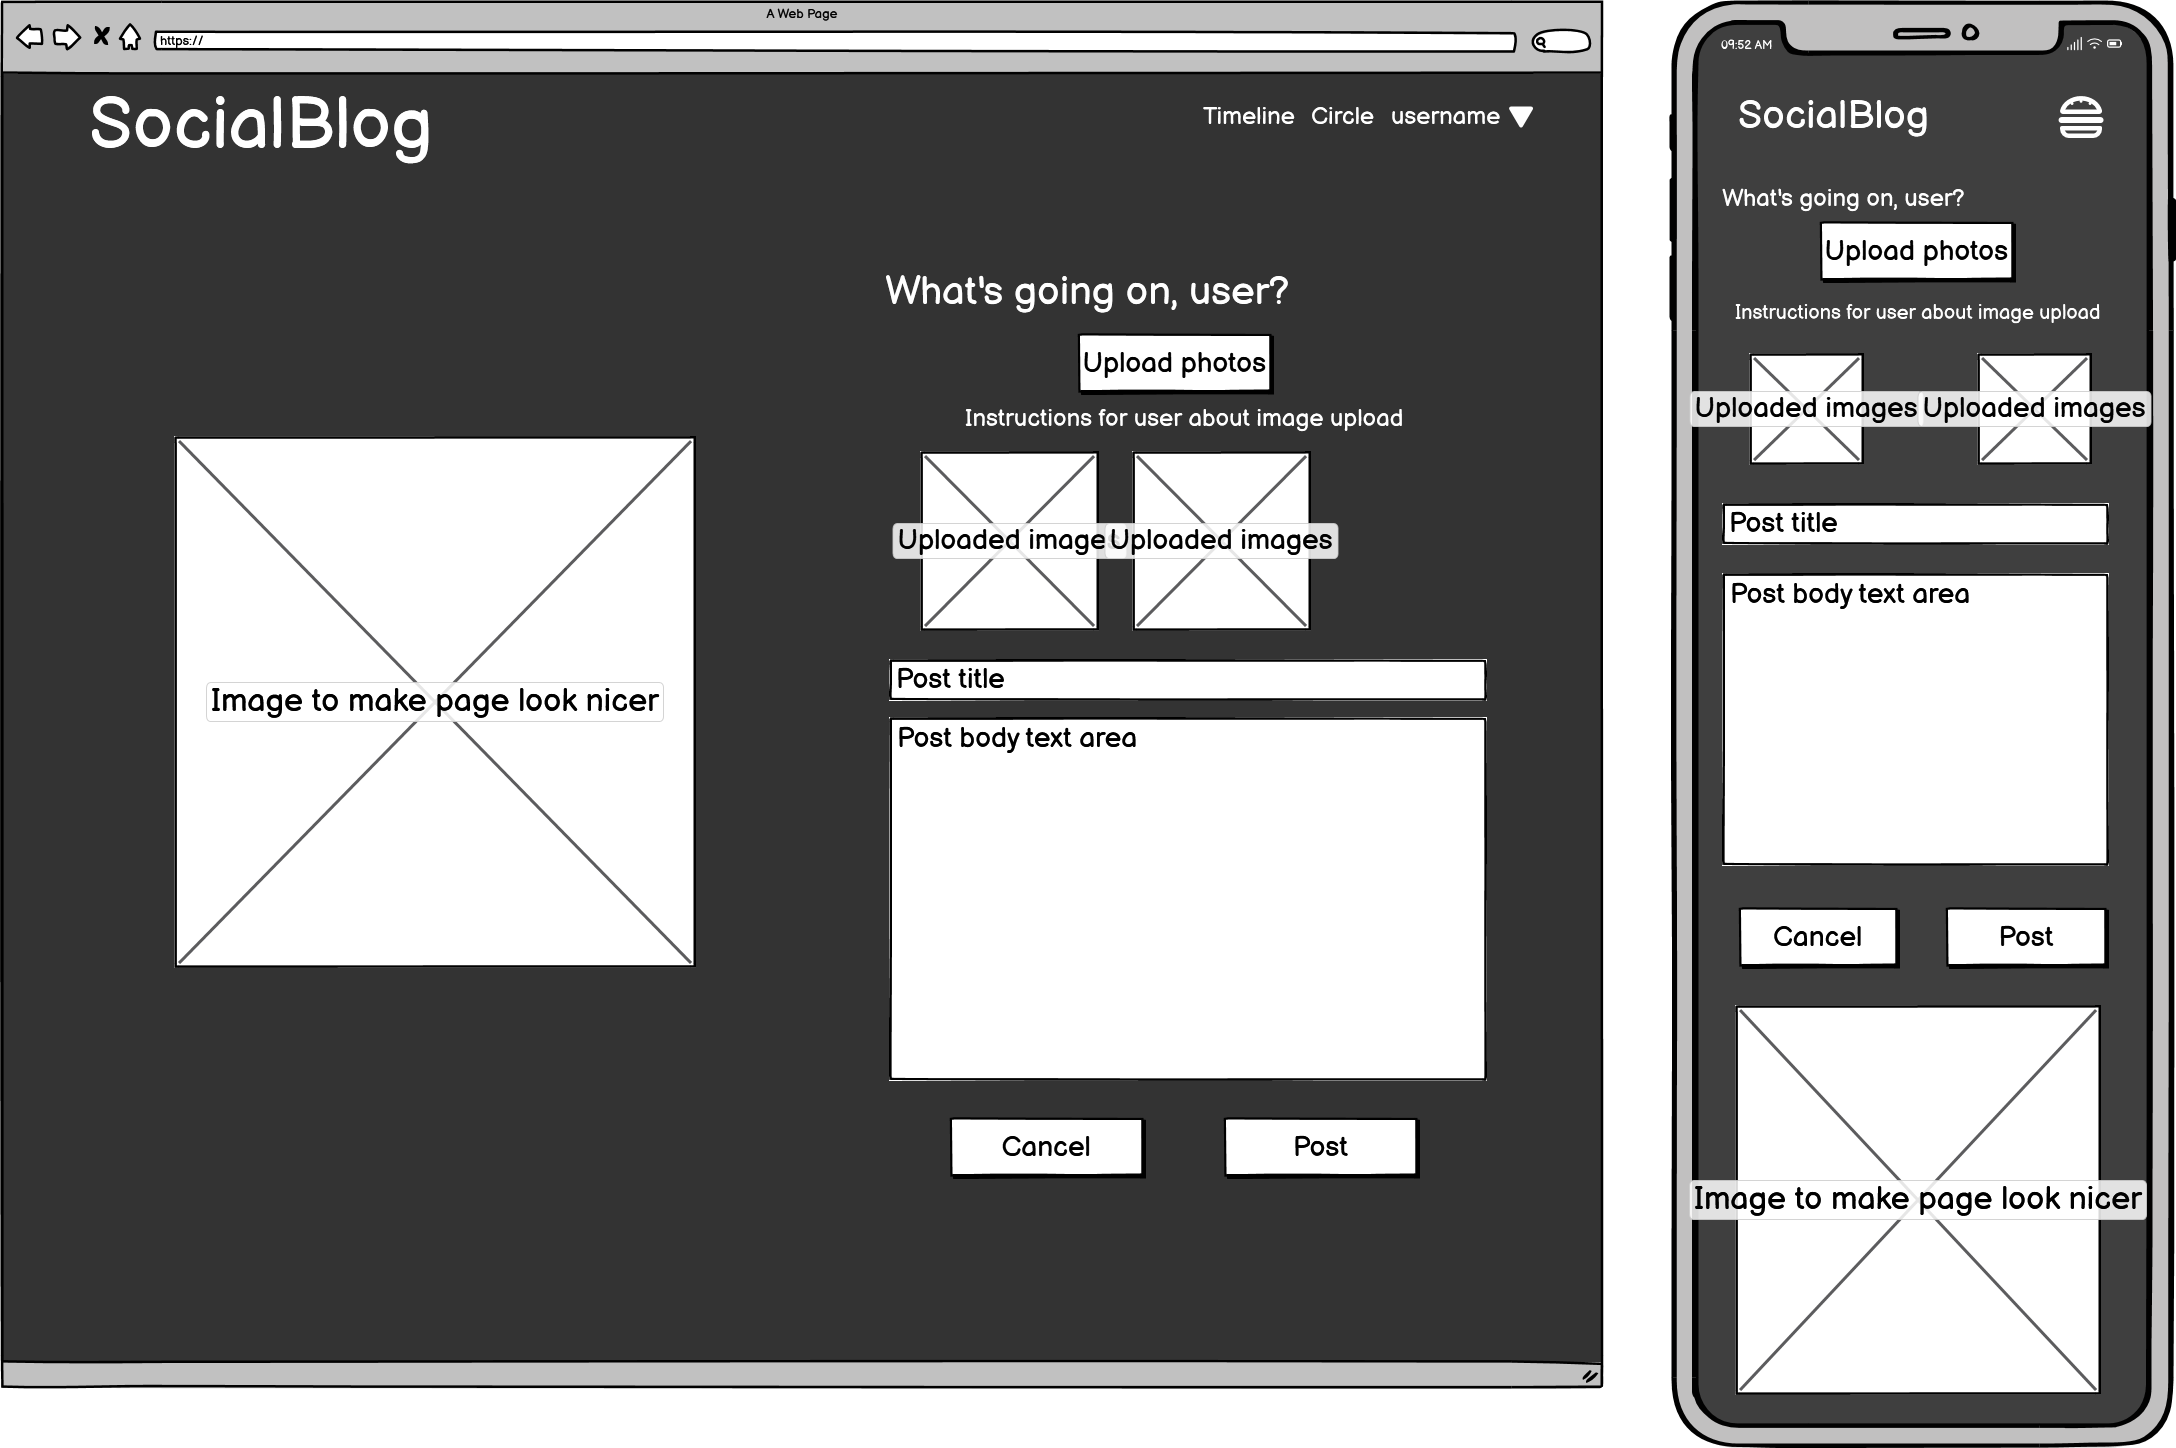 A Web Page
https://
SocialBlog
Timeline Circle username
What's going on, user?
Upload photos
Instructions for user about image upload
Uploaded images Uploaded images
Image to make page look nicer
Post title
Post body text area
Cancel Post
09:52 AM
SocialBlog
What's going on, user?
Upload photos
Instructions for user about image upload
Uploaded images Uploaded images
Post title
Post body text area
Cancel Post
Image to make page look nicer